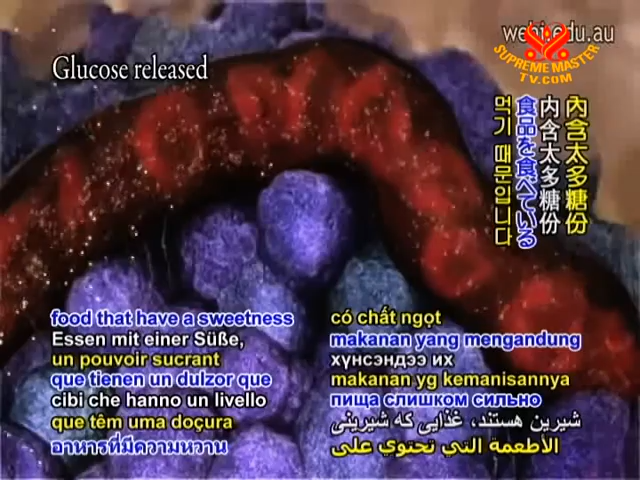 wehi.edu.au
SUPREME MASTER
TV.COM
Glucose released
內含太多糖份
内含太多糖份
食品を食べている
먹기 때문입니다
food that have a sweetness
Essen mit einer Süße,
un pouvoir sucrant
que tienen un dulzor que
cibi che hanno un livello
que têm uma doçura
อาหารที่มีความหวาน
có chất ngọt
makanan yang mengandung
хүнсэндээ их
makanan yg kemanisannya
пища слишком сильно
شیرین هستند، غذایی که شیرینی
الأطعمة التي تحتوي على